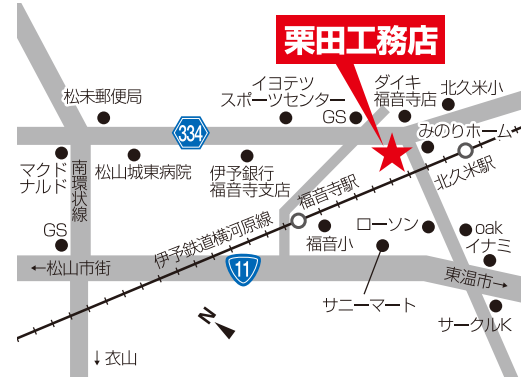 栗田工務店
松末郵便局
イヨテツ
スポーツセンター
GS
ダイキ
福音寺店
北久米小
334
みのりホーム
マクド
ナルド
南環状線
松山城東病院
伊予銀行
福音寺支店
福音寺駅
北久米駅
GS
伊予鉄道横河原線
福音小
ローソン
oak
イナミ
←松山市街
11
サニーマート
東温市→
サークルK
N
↓衣山